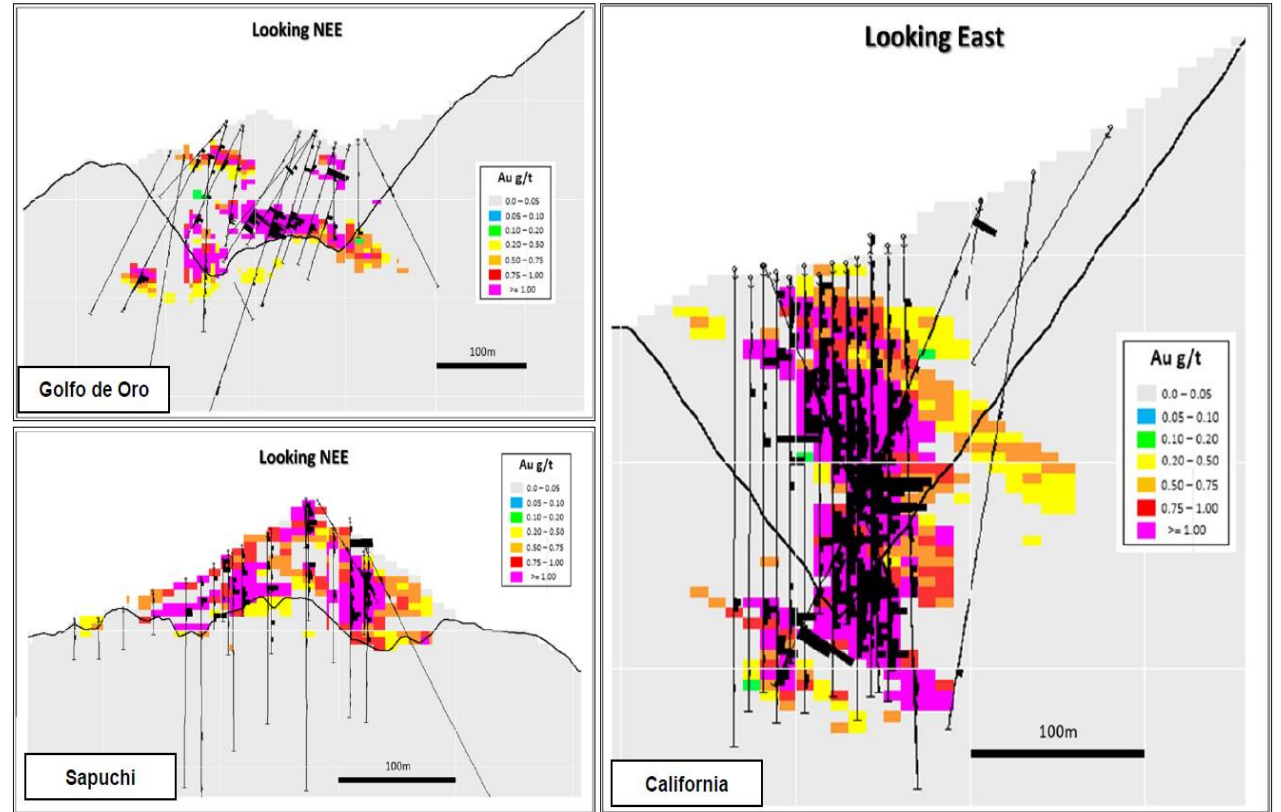 Looking NEE
Au g/t
0.0 – 0.05
0.05 – 0.10
0.10 – 0.20
0.20 – 0.50
0.50 – 0.75
0.75 – 1.00
>= 1.00
100m
Golfo de Oro
Looking NEE
Au g/t
0.0 – 0.05
0.05 – 0.10
0.10 – 0.20
0.20 – 0.50
0.50 – 0.75
0.75 – 1.00
>= 1.00
100m
Sapuchi
Looking East
Au g/t
0.0 – 0.05
0.05 – 0.10
0.10 – 0.20
0.20 – 0.50
0.50 – 0.75
0.75 – 1.00
>= 1.00
100m
California